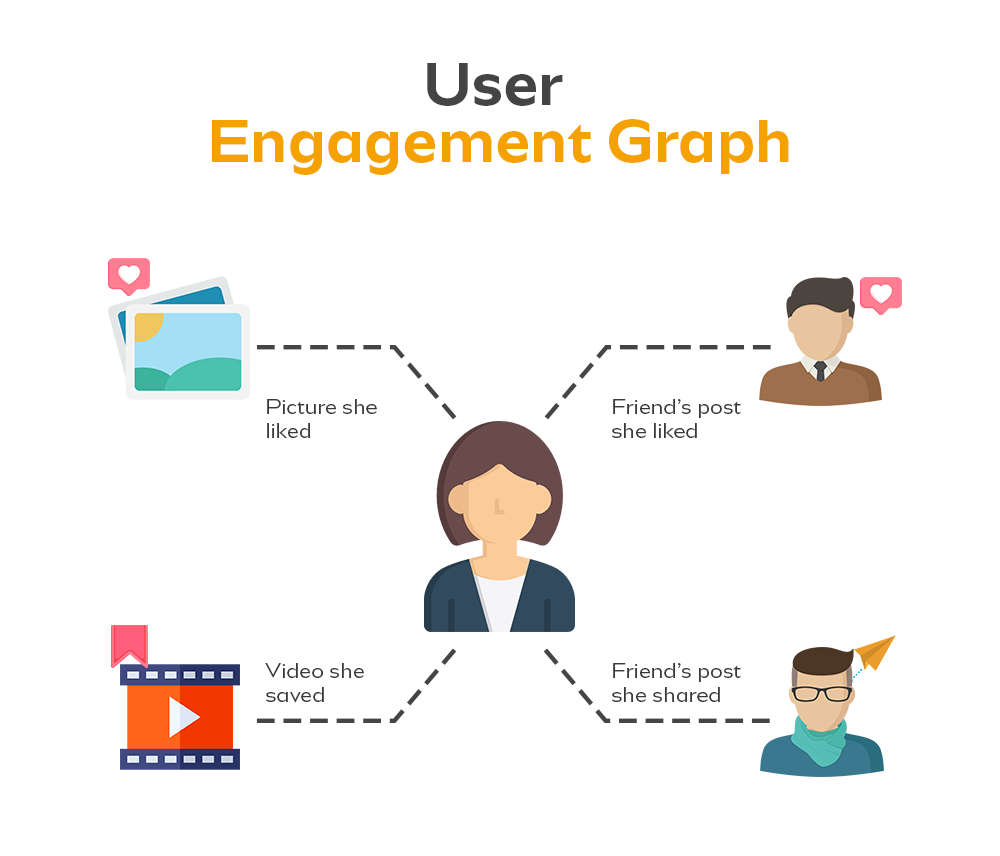 User
Engagement Graph
Picture she
liked
Friend’s post
she liked
Video she
saved
Friend’s post
she shared